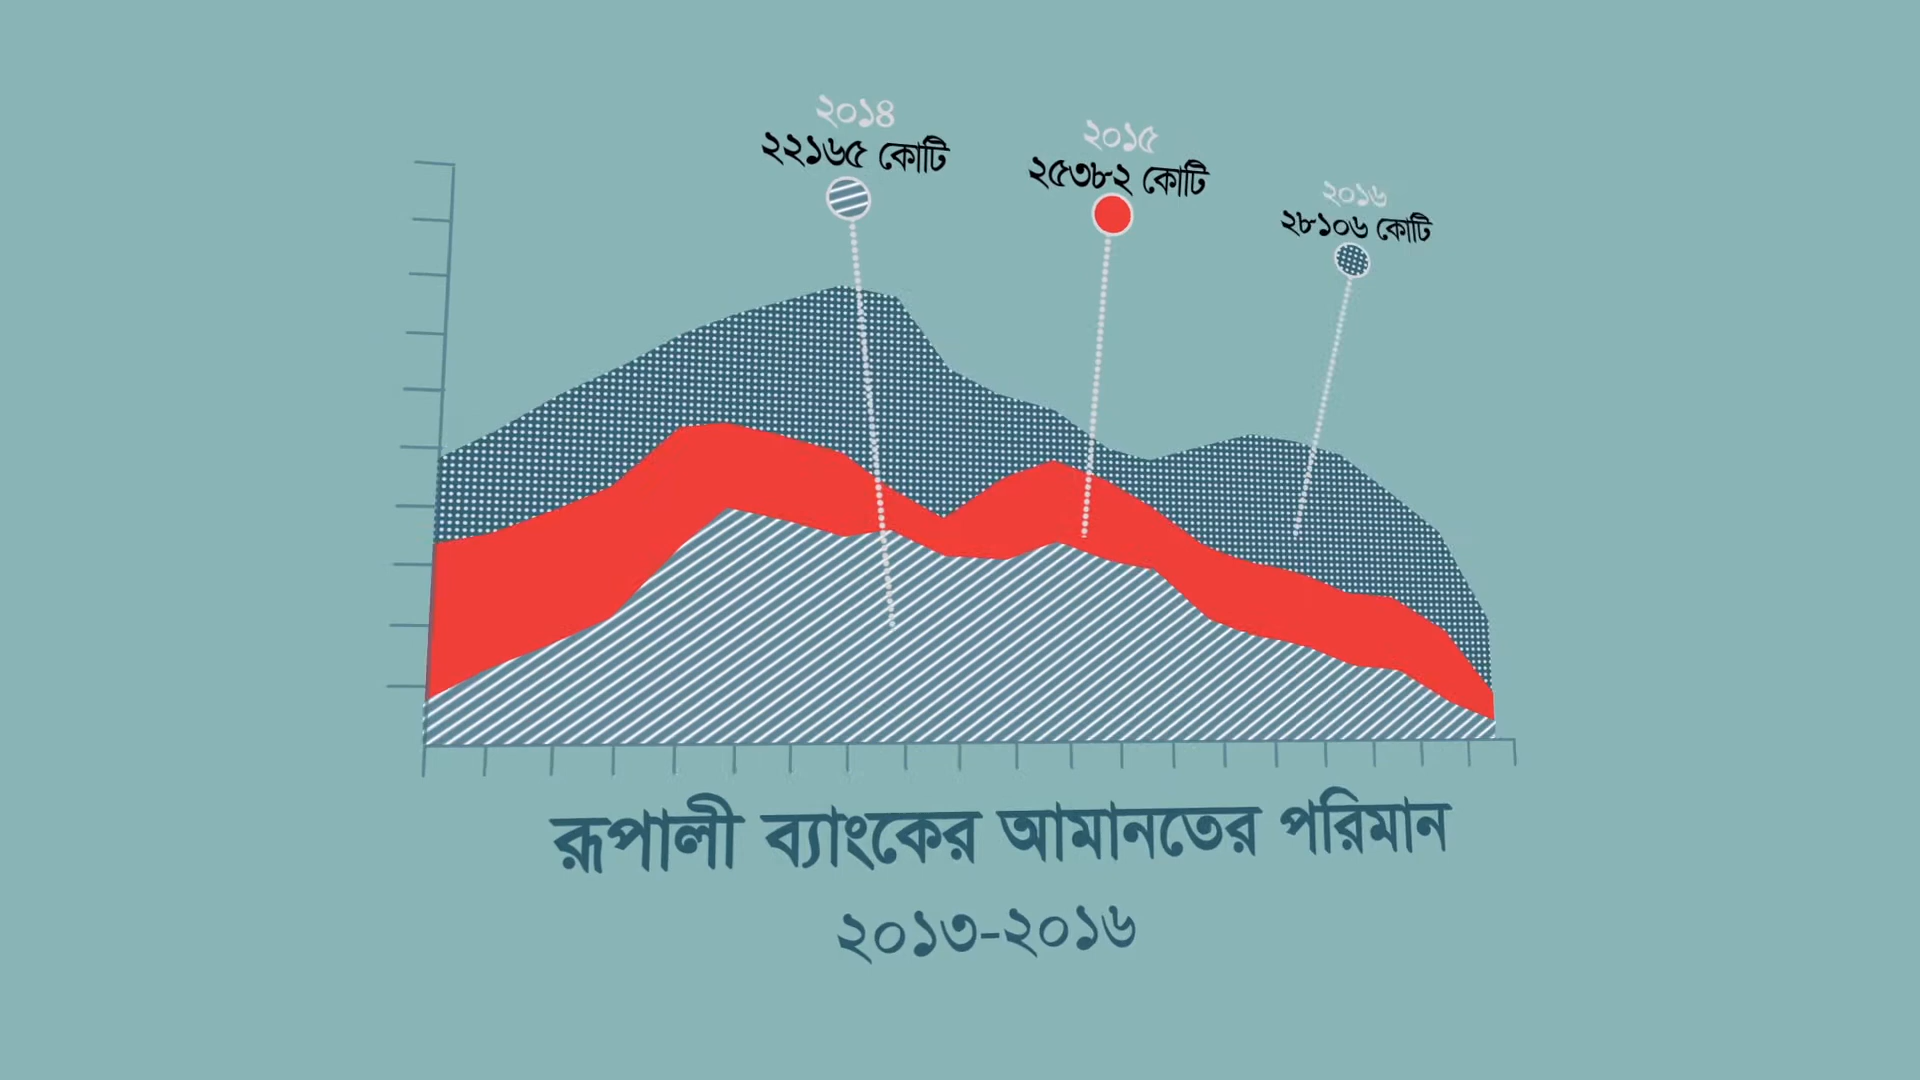 ২০১৪
২২১৬৫ কোটি
২০১৫
২৫৩৮২ কোটি
২০১৬
২৮১০৬ কোটি
রূপালী ব্যাংকের আমানতের পরিমান
২০১৩-২০১৬